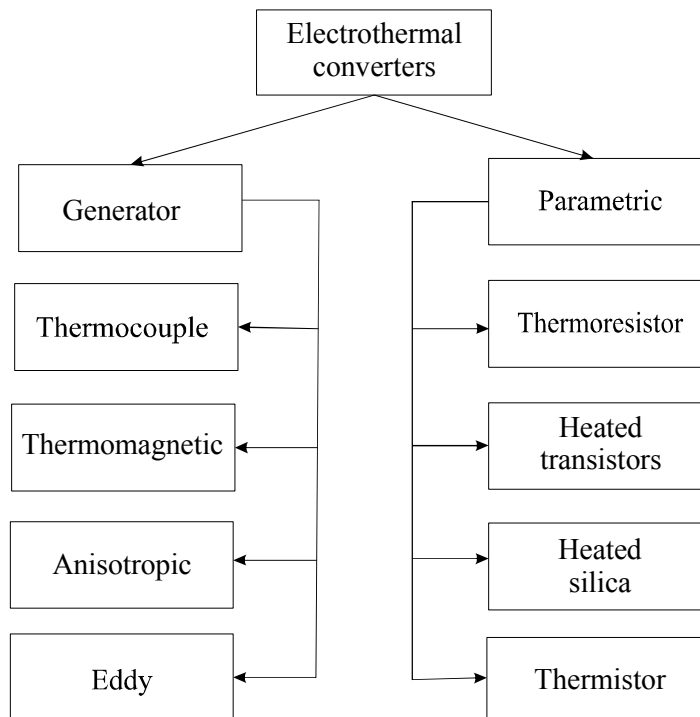 Electrothermal
converters
Generator
Parametric
Thermocouple
Thermoresistor
Thermomagnetic
Heated
transistors
Anisotropic
Heated
silica
Eddy
Thermistor